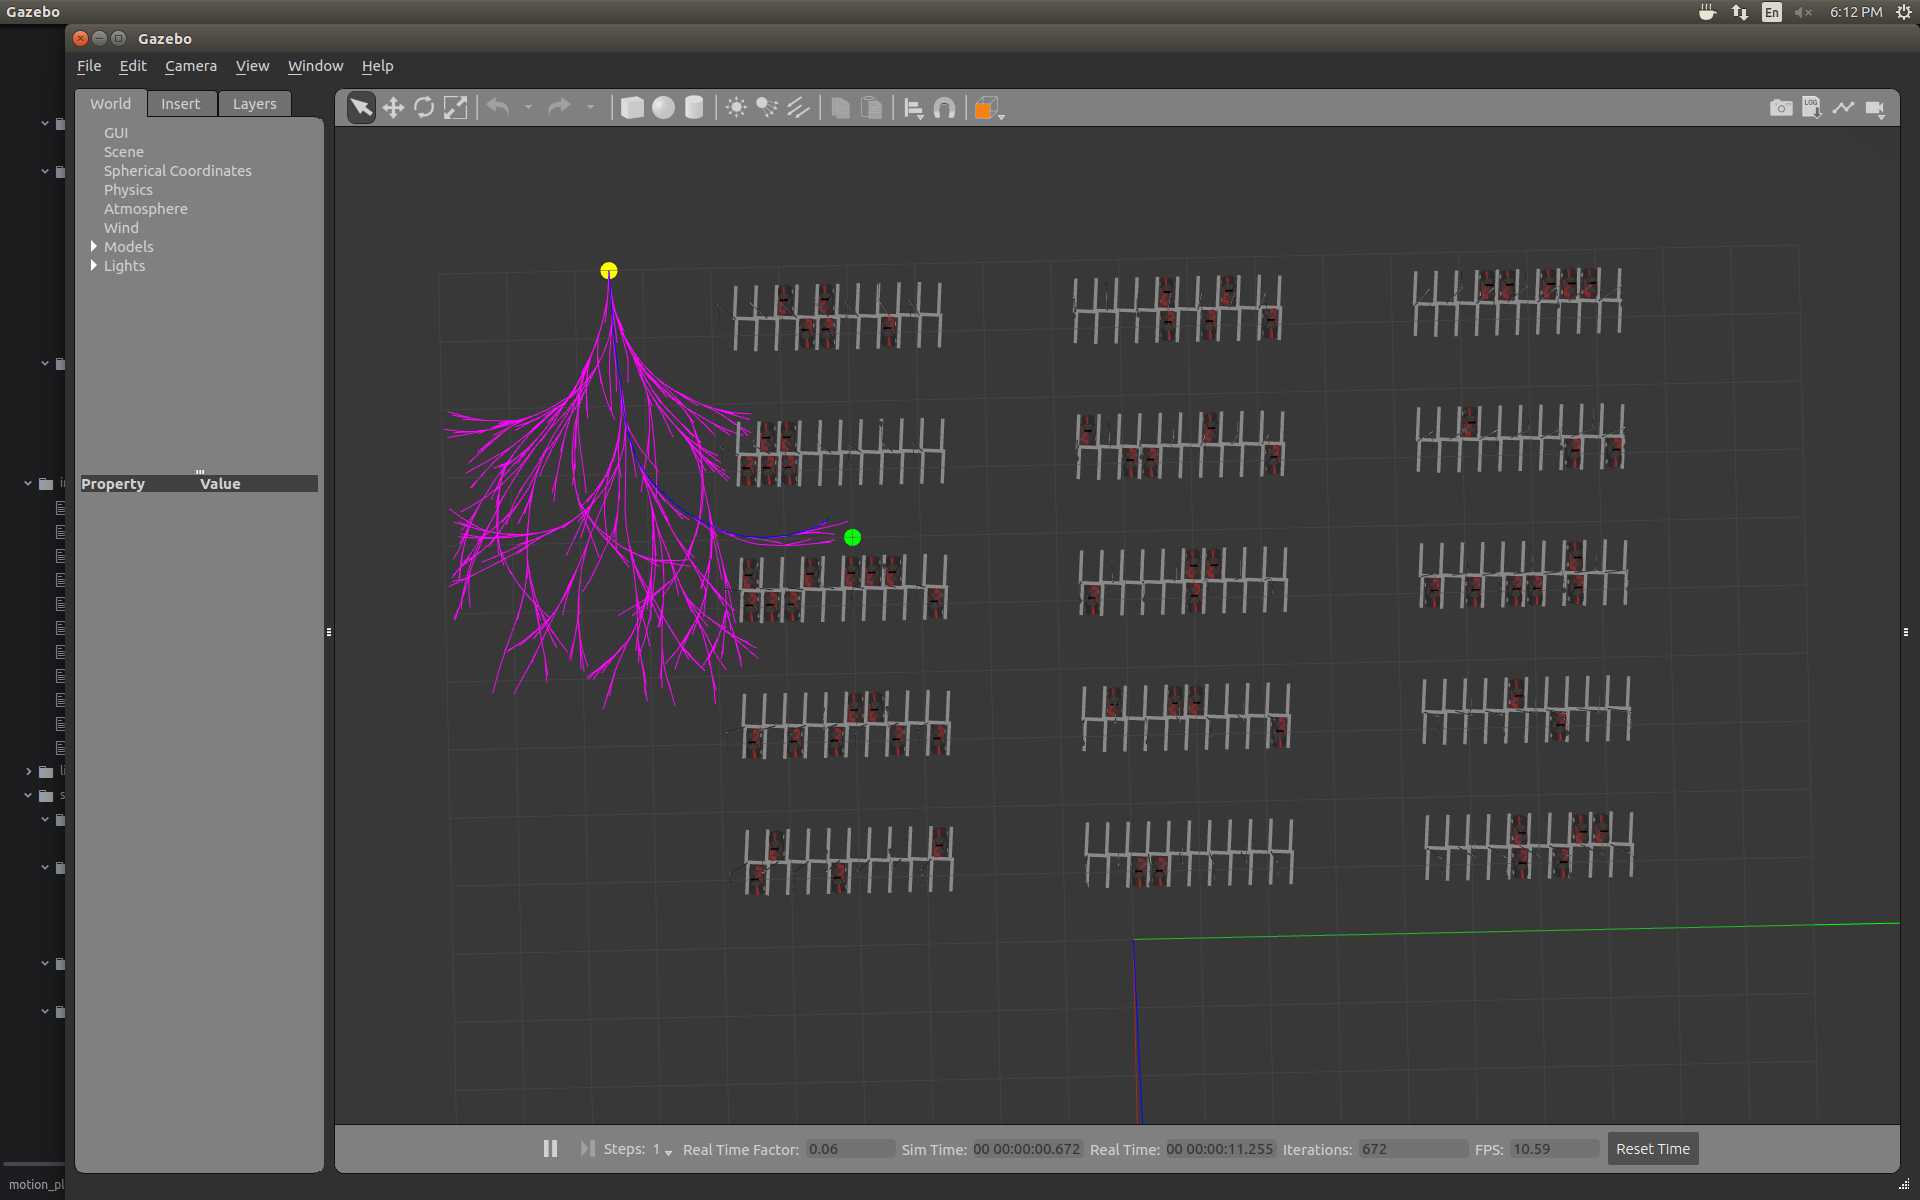 Gazebo
En
6:12 PM
Gazebo
File Edit Camera View Window Help
World Insert Layers
LOG
GUI
Scene
Spherical Coordinates
Physics
Atmosphere
Wind
Models
Lights
Property Value
Steps: 1 Real Time Factor: 0.06 Sim Time: 00 00:00:00.672 Real Time: 00 00:00:11.255 Iterations: 672 FPS: 10.59 Reset Time
motion_pl